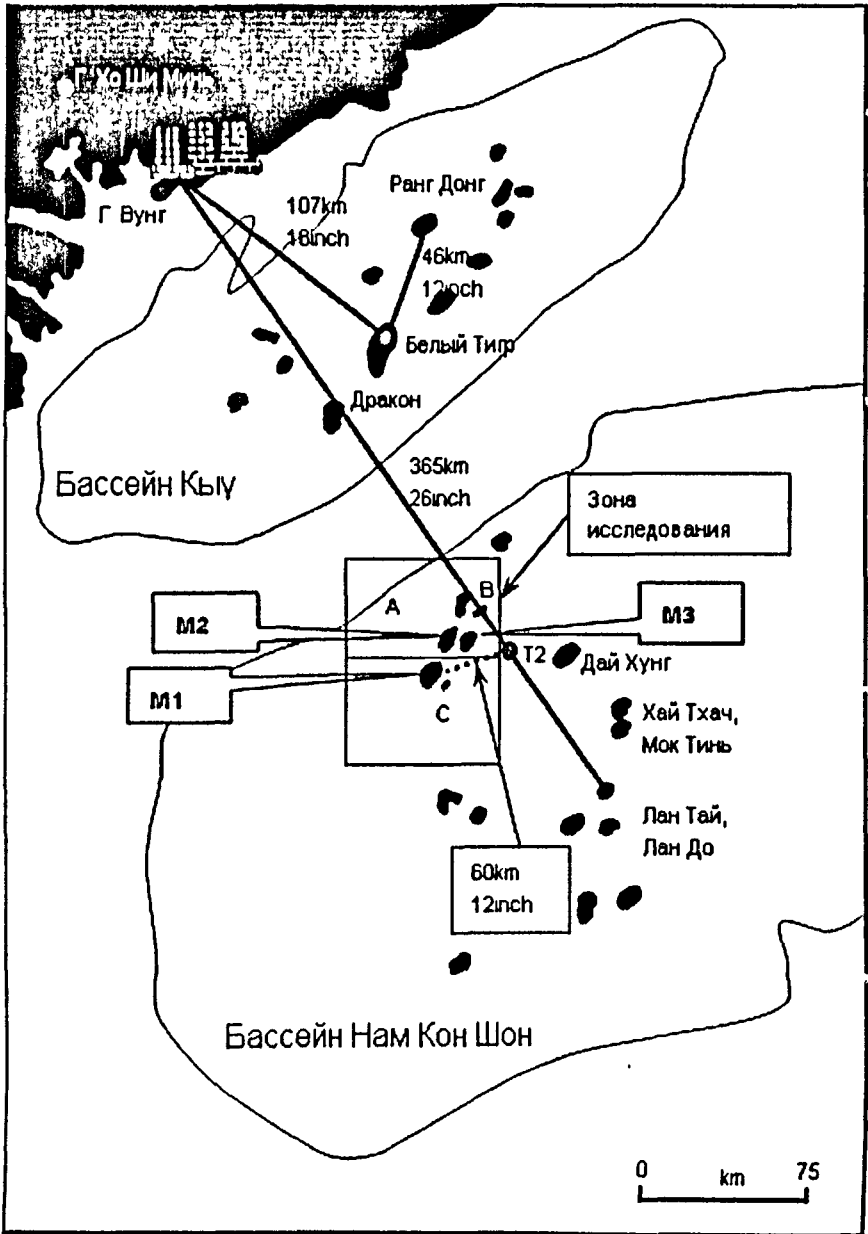 Г. Хо Ши Минь
Г Вунг
107km
16inch
Ранг Донг
46km
12inch
Белый Тигр
Дракон
Бассейн Кыу
365km
26inch
Зона
исследования
A
B
M2
M3
T2
Дай Хунг
M1
C
Хай Тхач,
Мок Тинь
Лан Тай,
Лан До
60km
12inch
Бассейн Нам Кон Шон
0 km 75